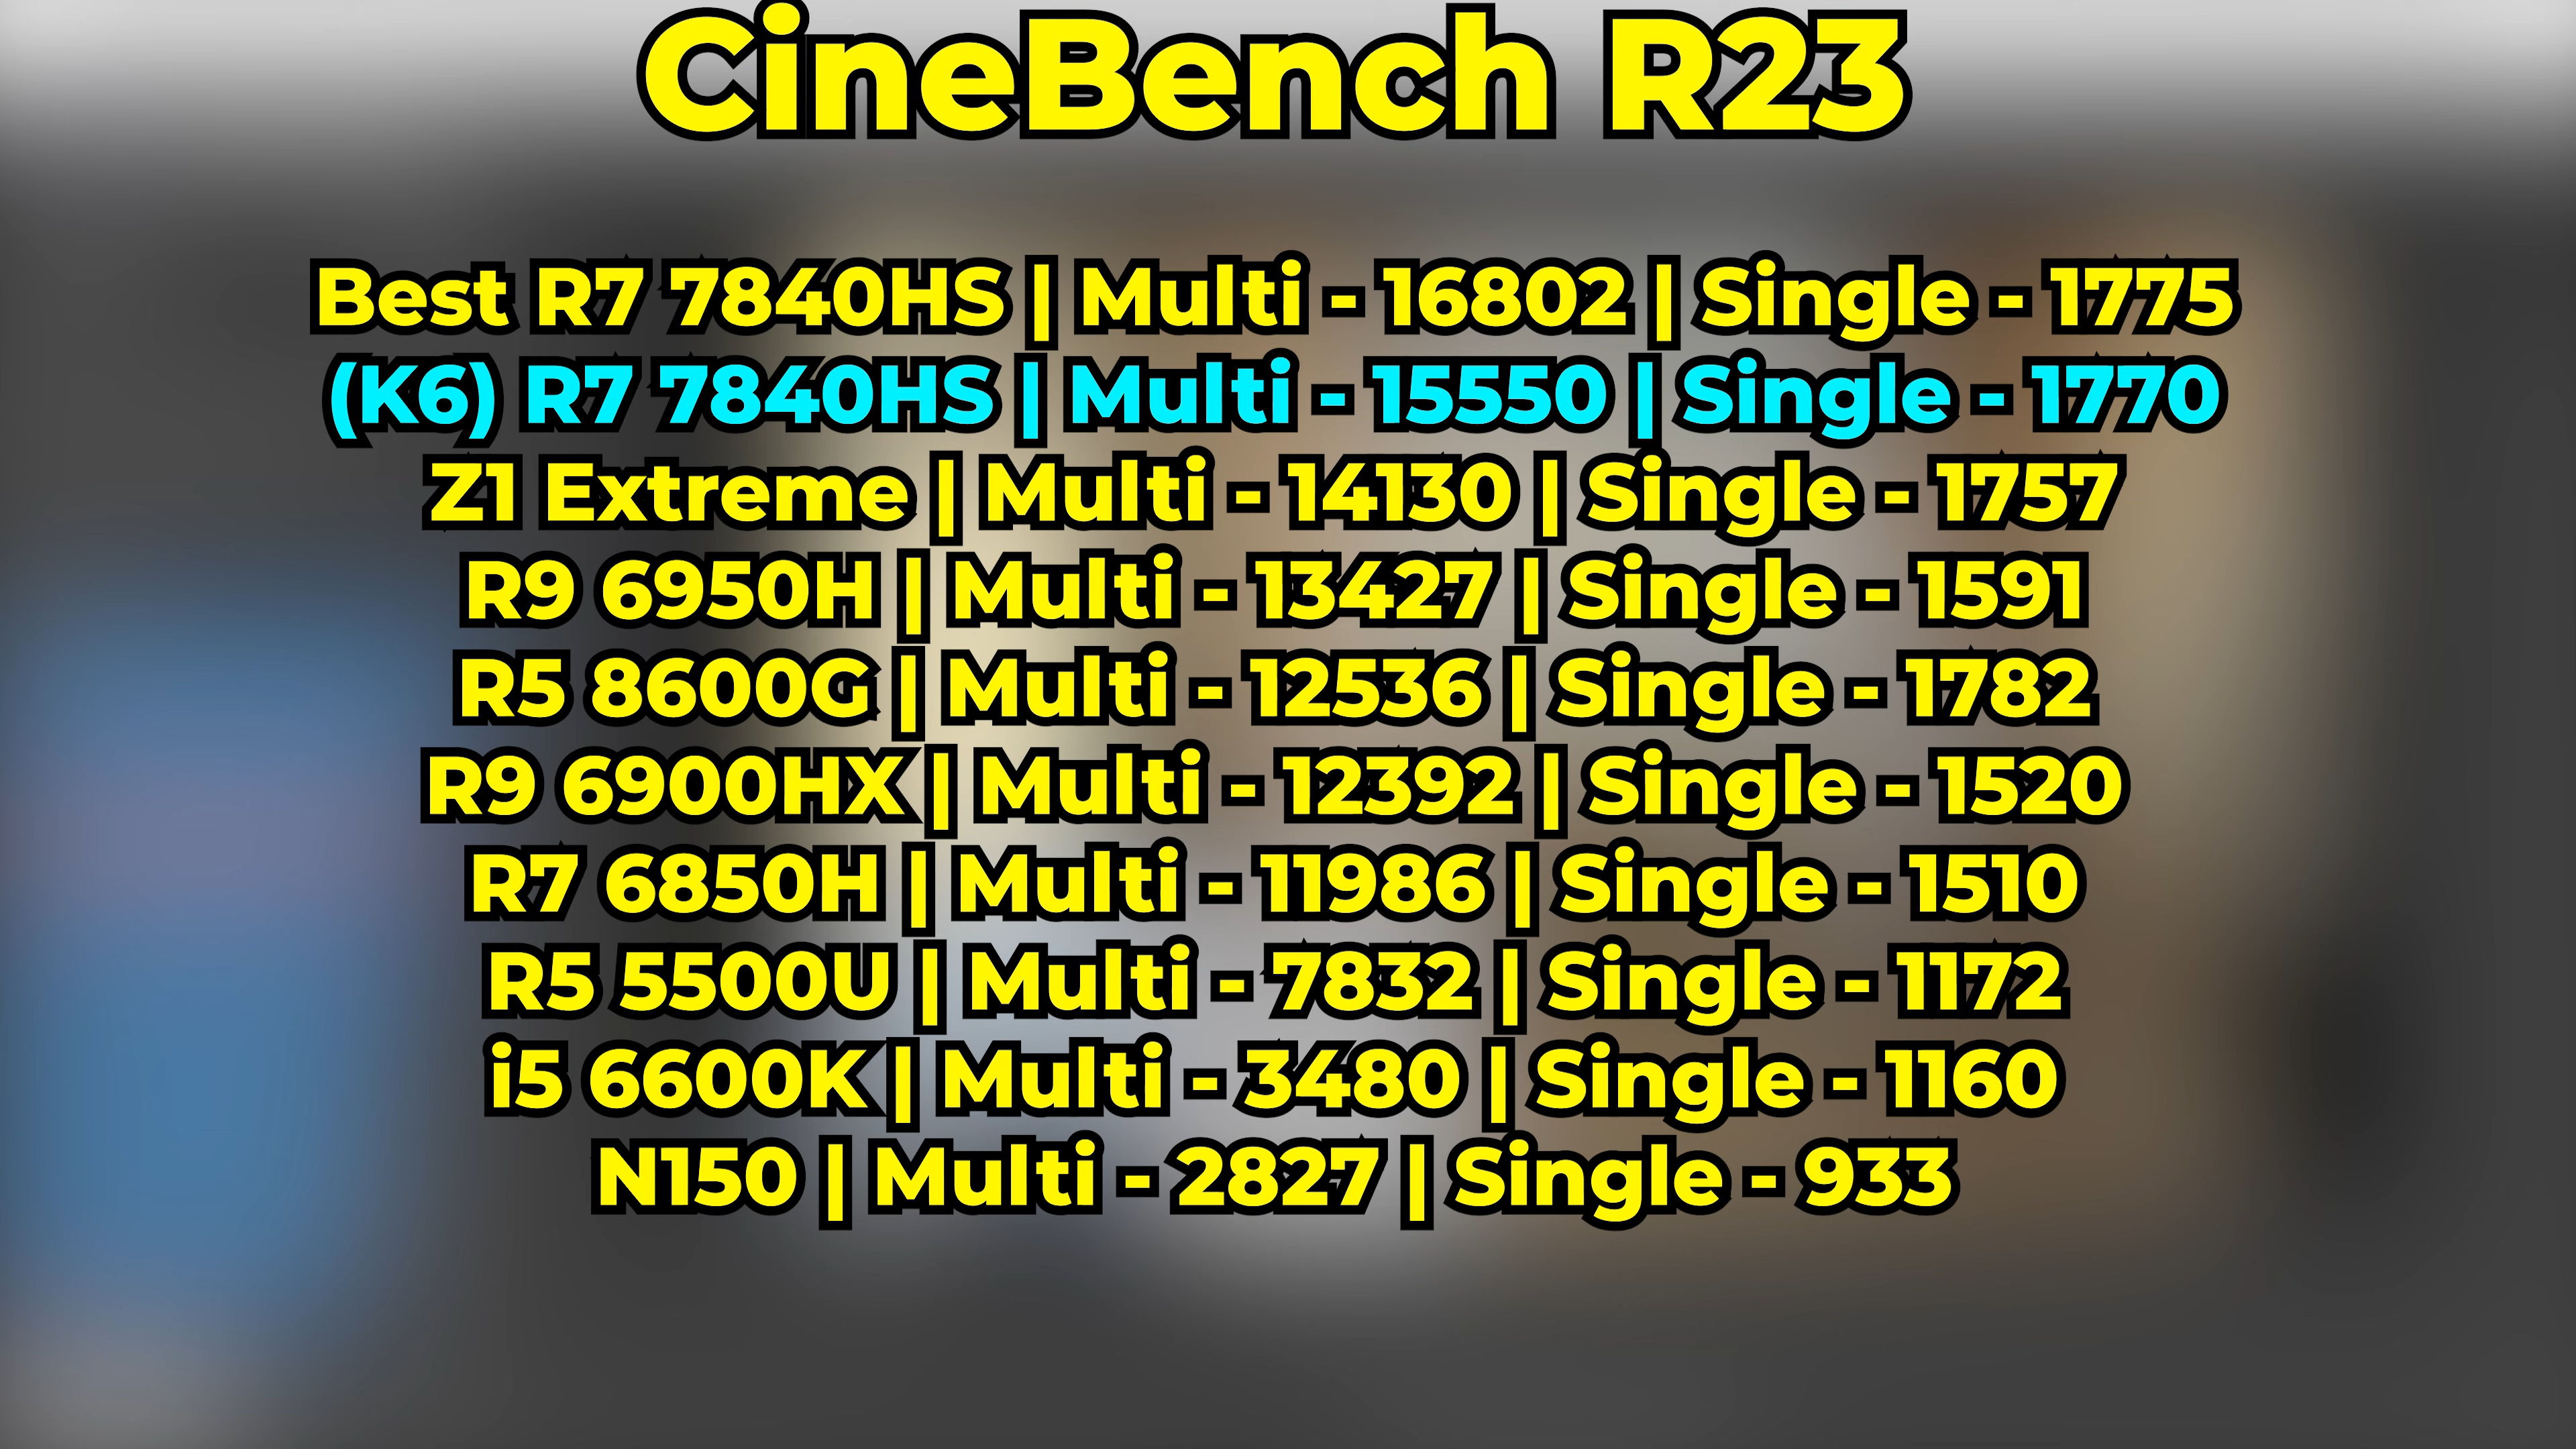 CineBench R23
Best R7 7840HS | Multi - 16802 | Single - 1775
(K6) R7 7840HS | Multi - 15550 | Single - 1770
Z1 Extreme | Multi - 14130 | Single - 1757
R9 6950H | Multi - 13427 | Single - 1591
R5 8600G | Multi - 12536 | Single - 1782
R9 6900HX | Multi - 12392 | Single - 1520
R7 6850H | Multi - 11986 | Single - 1510
R5 5500U | Multi - 7832 | Single - 1172
i5 6600K | Multi - 3480 | Single - 1160
N150 | Multi - 2827 | Single - 933